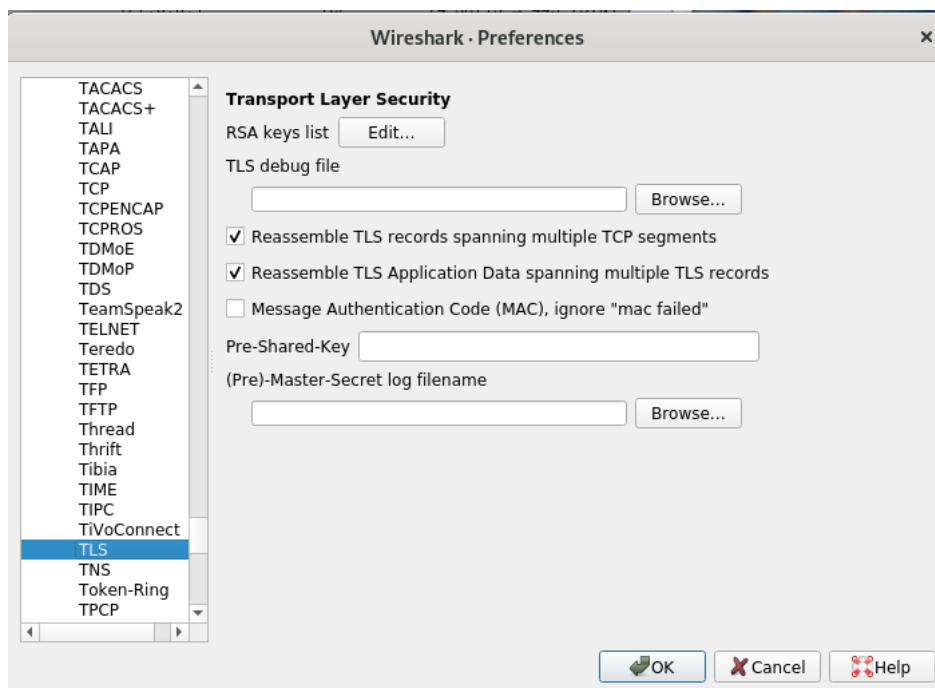 Wireshark · Preferences
TACACS
TACACS+
TALI
TAPA
TCAP
TCP
TCPENCAP
TCPROS
TDMoE
TDMoP
TDS
TeamSpeak2
TELNET
Teredo
TETRA
TFP
TFTP
Thread
Thrift
Tibia
TIME
TIPC
TiVoConnect
TLS
TNS
Token-Ring
TPCP
Transport Layer Security
RSA keys list Edit...
TLS debug file
Browse...
Reassemble TLS records spanning multiple TCP segments
Reassemble TLS Application Data spanning multiple TLS records
Message Authentication Code (MAC), ignore "mac failed"
Pre-Shared-Key
(Pre)-Master-Secret log filename
Browse...
OK Cancel Help